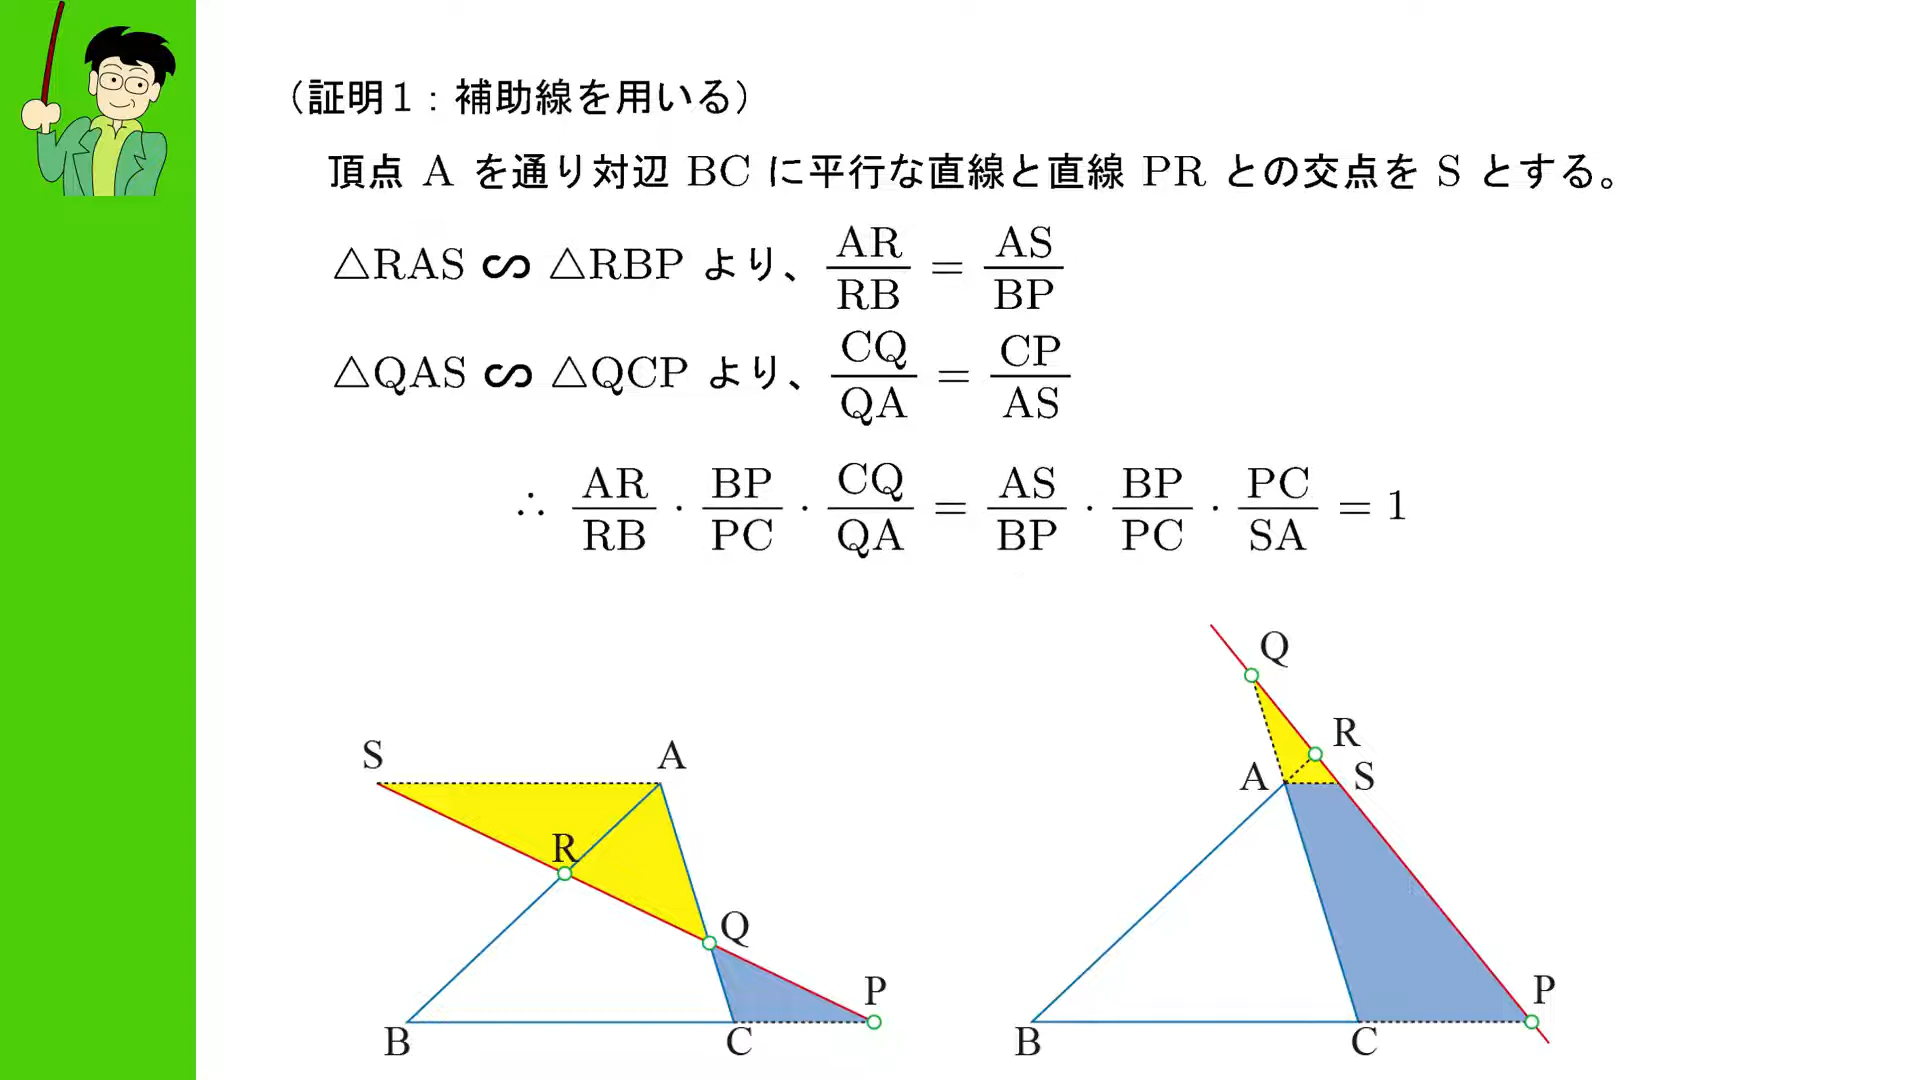 （証明1：補助線を用いる）
頂点 A を通り対辺 BC に平行な直線と直線 PR との交点を S とする。
△RAS ∽ △RBP より、 AR/RB = AS/BP
△QAS ∽ △QCP より、 CQ/QA = CP/AS
∴ AR/RB · BP/PC · CQ/QA = AS/BP · BP/PC · PC/SA = 1
S
A
R
Q
P
B
C
Q
R
A
S
P
B
C